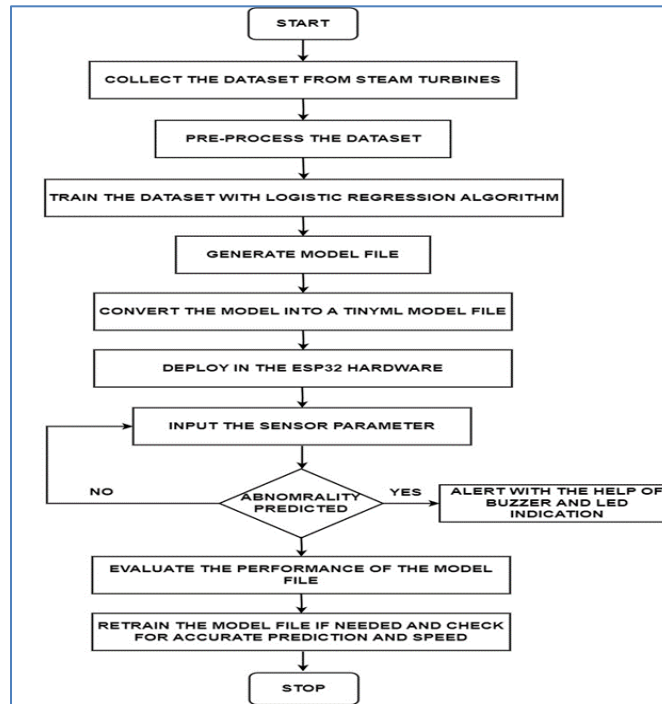 START
COLLECT THE DATASET FROM STEAM TURBINES
PRE-PROCESS THE DATASET
TRAIN THE DATASET WITH LOGISTIC REGRESSION ALGORITHM
GENERATE MODEL FILE
CONVERT THE MODEL INTO A TINYML MODEL FILE
DEPLOY IN THE ESP32 HARDWARE
INPUT THE SENSOR PARAMETER
NO
ABNOMRALITY
PREDICTED
YES
ALERT WITH THE HELP OF
BUZZER AND LED
INDICATION
EVALUATE THE PERFORMANCE OF THE MODEL
FILE
RETRAIN THE MODEL FILE IF NEEDED AND CHECK
FOR ACCURATE PREDICTION AND SPEED
STOP